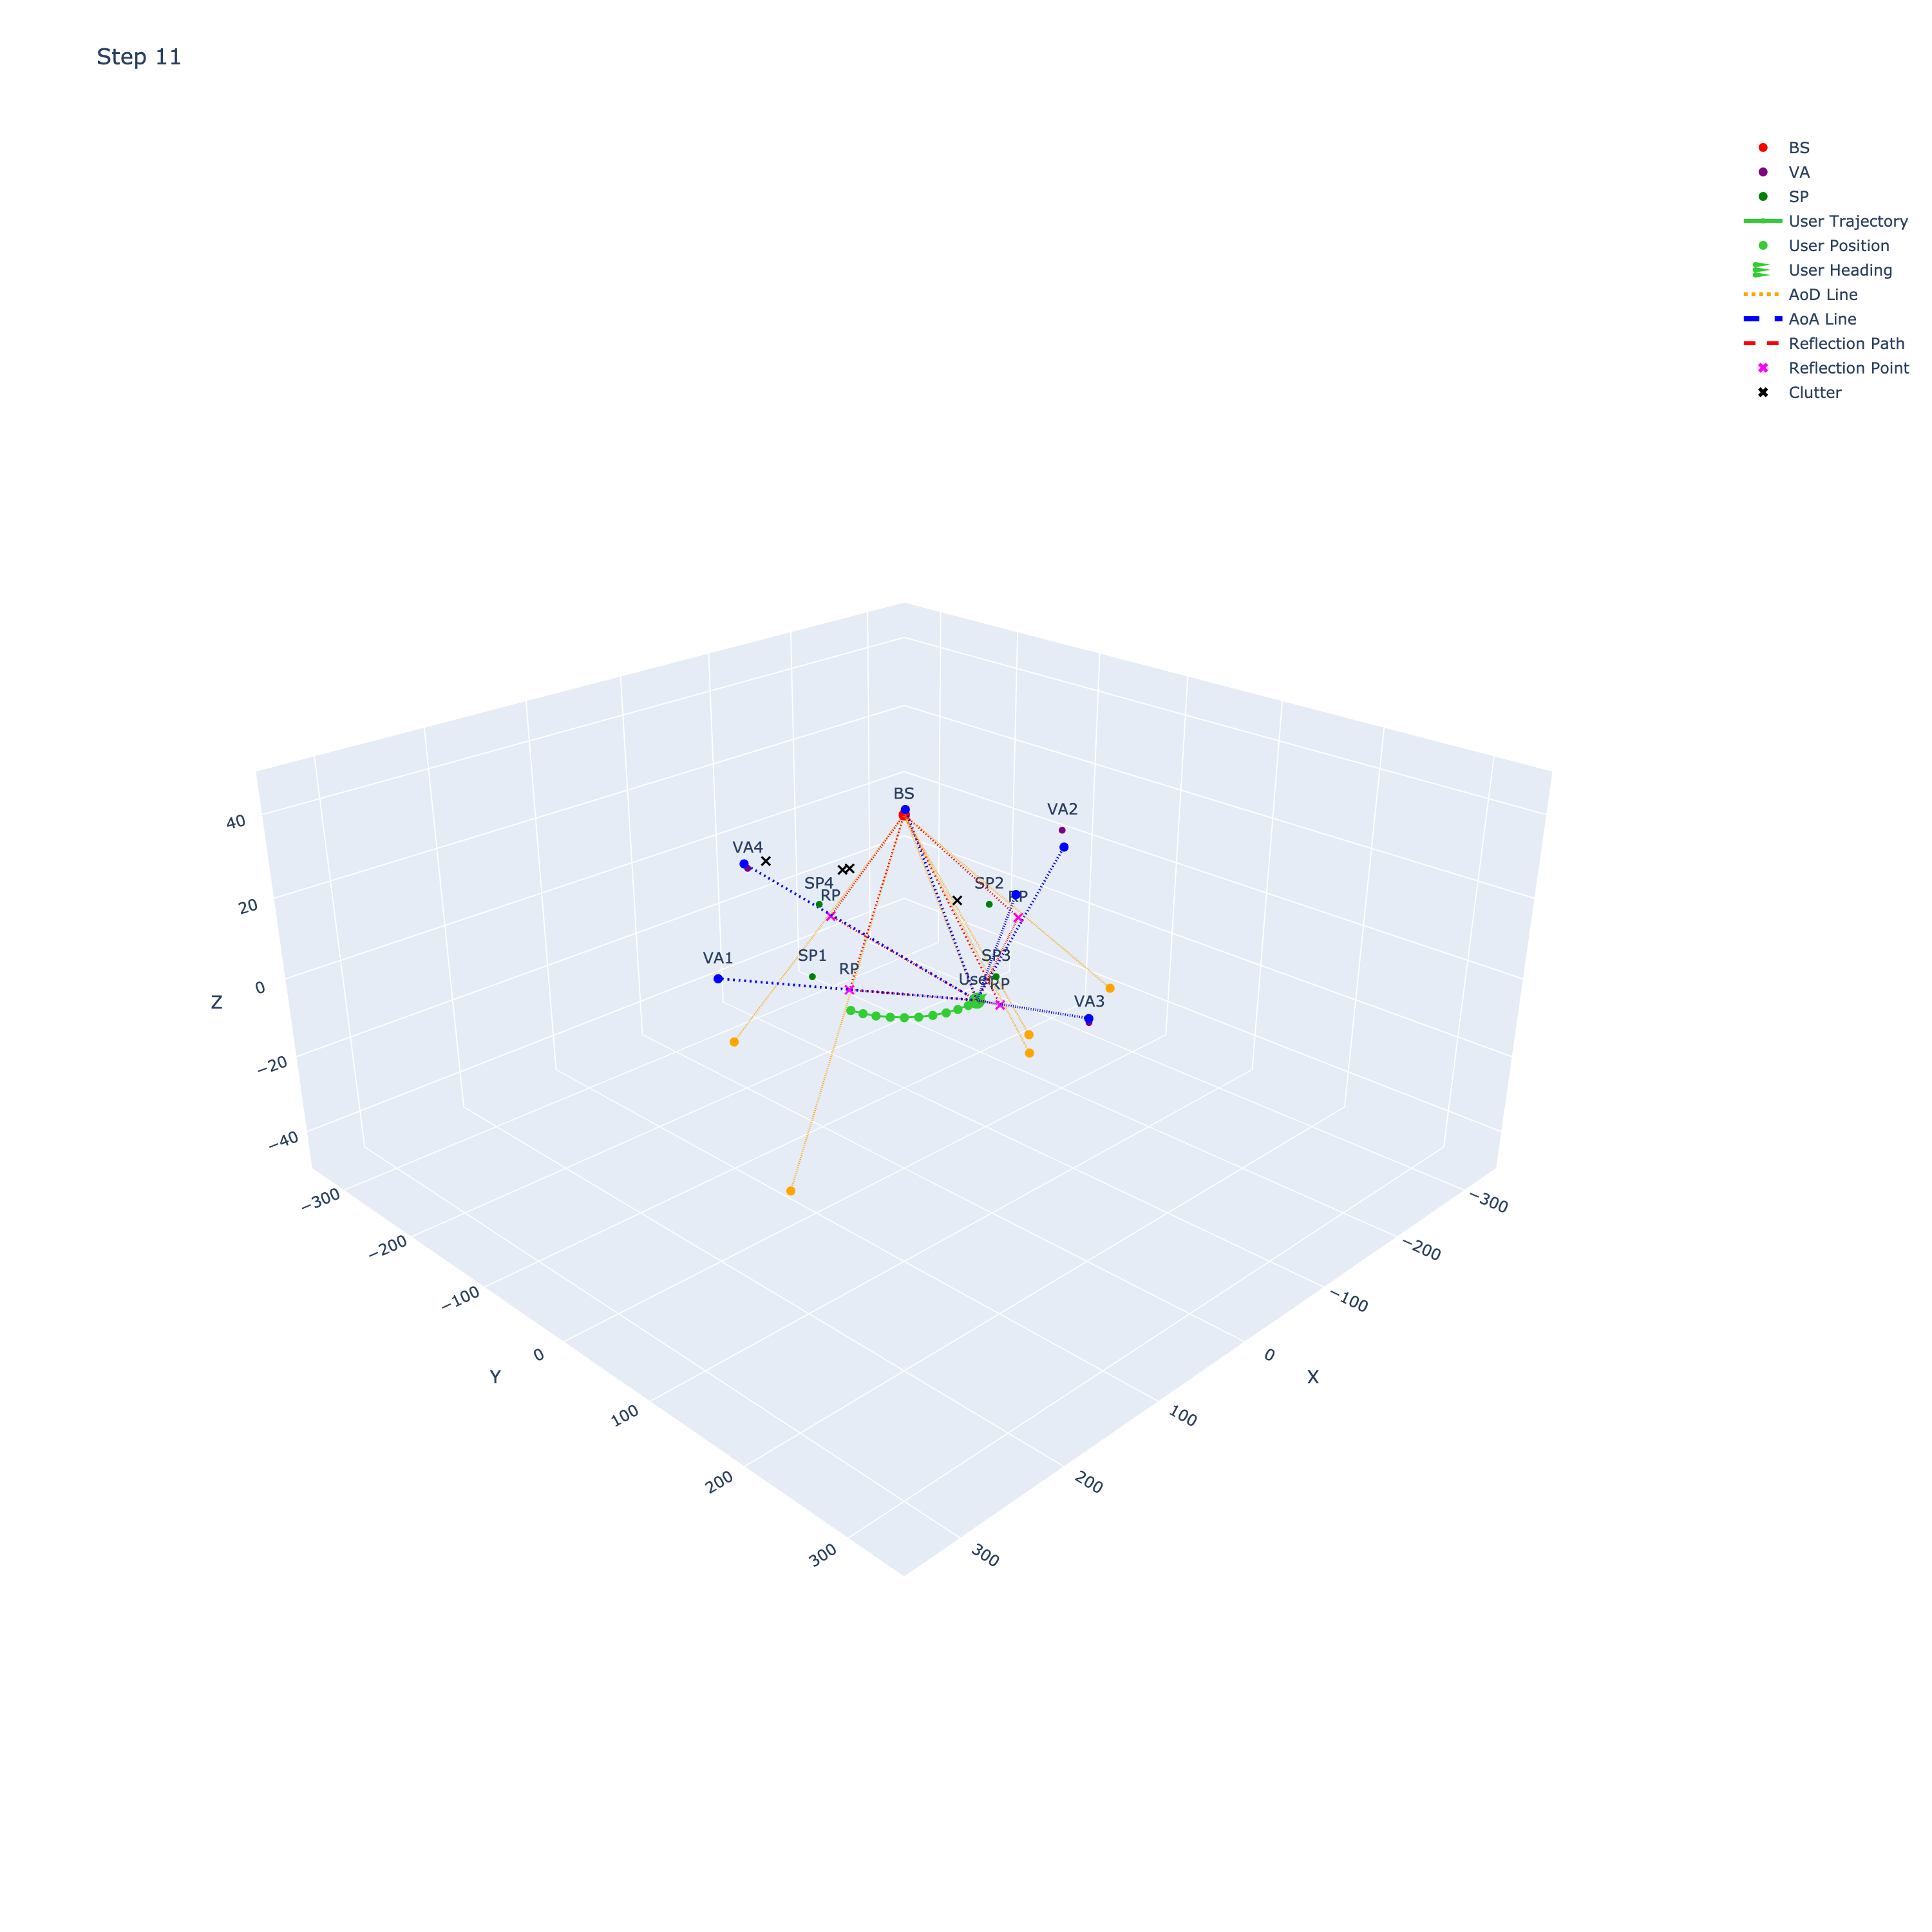 Step 11
BS
VA
SP
User Trajectory
User Position
User Heading
AoD Line
AoA Line
Reflection Path
Reflection Point
Clutter
BS
VA2
VA4
SP4
SP2
RP
RP
VA1
SP1
SP3
RP
User
RP
VA3
40
20
0
−20
−40
Z
−300
−200
−100
0
100
200
300
Y
−300
−200
−100
0
100
200
300
X